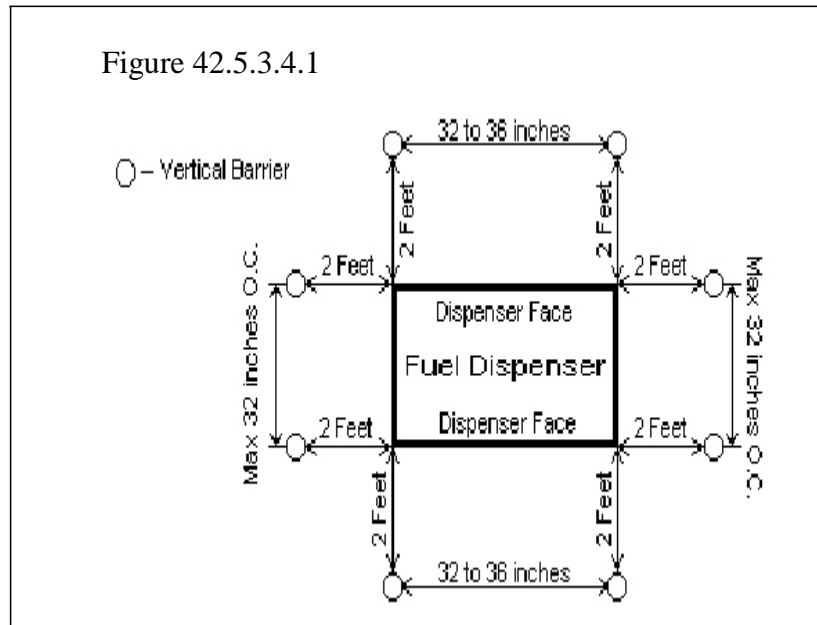 Figure 42.5.3.4.1
32 to 36 inches
– Vertical Barrier
2 Feet
2 Feet
2 Feet
2 Feet
Max 32 inches O.C.
Max 32 inches O.C.
Dispenser Face
Fuel Dispenser
Dispenser Face
2 Feet
2 Feet
2 Feet
2 Feet
32 to 36 inches